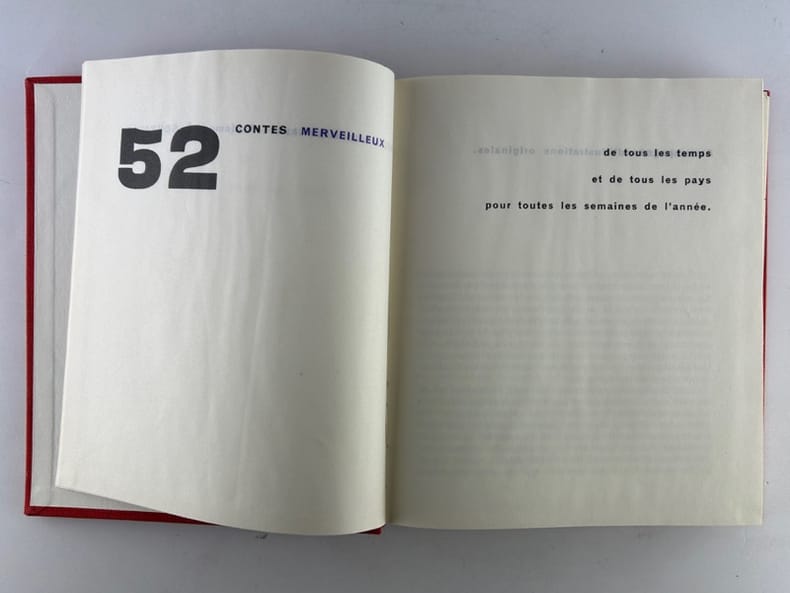 52 CONTES MERVEILLEUX
de tous les temps
et de tous les pays
pour toutes les semaines de l'année.